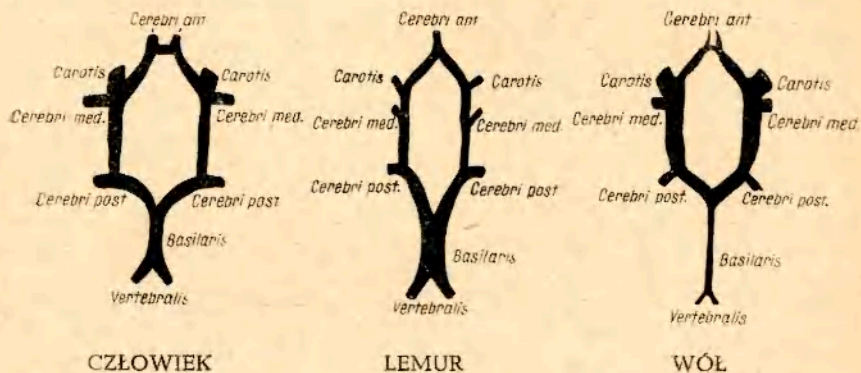 Cerebri ant
Carotis
Carotis
Cerebri med.
Cerebri med.
Cerebri post
Cerebri post
Basilaris
Vertebralis
CZŁOWIEK
Cerebri ant
Carotis
Carotis
Cerebri med.
Cerebri med.
Cerebri post.
Cerebri post
Basilaris
Vertebralis
LEMUR
Cerebri ant
Carotis
Carotis
Cerebri med.
Cerebri med.
Cerebri post.
Cerebri post.
Basilaris
Vertebralis
WÓŁ